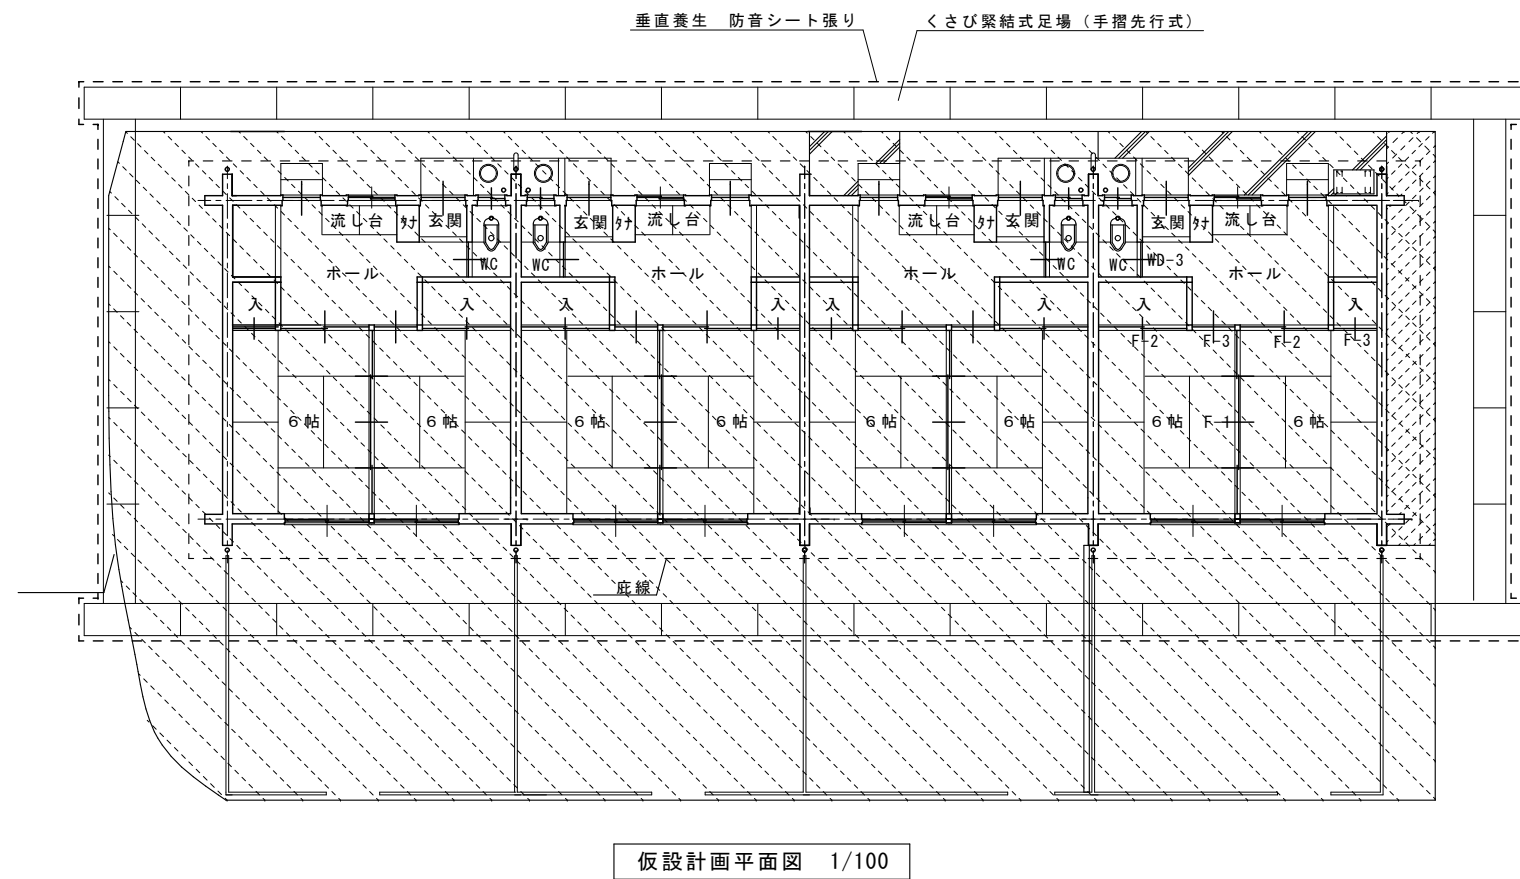 垂直養生　防音シート張り
くさび緊結式足場（手摺先行式）
流し台 タナ 玄関 玄関 タナ 流し台 流し台 タナ 玄関 玄関 タナ 流し台
WC WC WC WC WD-3
ホール ホール ホール ホール
入 入 入 入 入 入 入 入
F-2 F-3 F-2 F-3
６帖 ６帖 ６帖 ６帖 ６帖 ６帖 ６帖 F-1 ６帖
庇線
仮設計画平面図　1/100